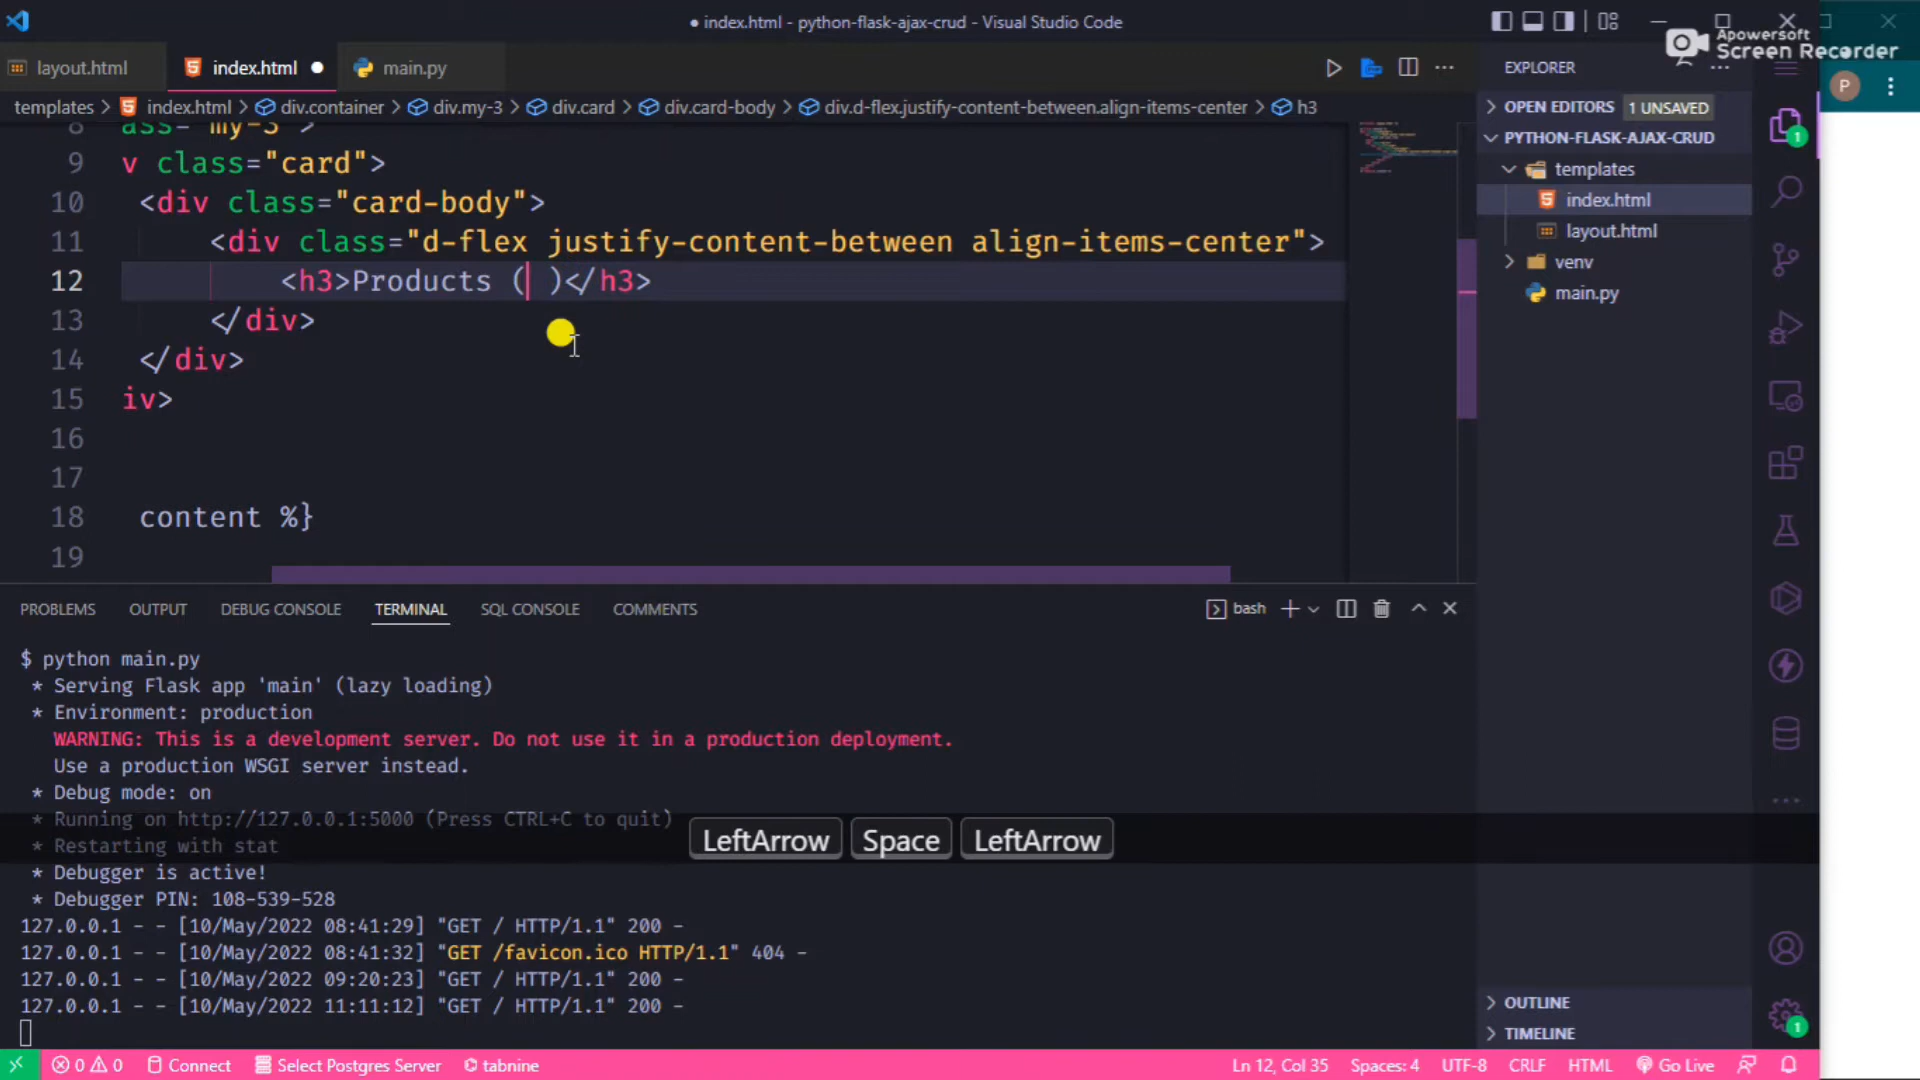 ● index.html - python-flask-ajax-crud - Visual Studio Code
Apowersoft
Screen Recorder
layout.html
index.html ●
main.py
EXPLORER
P
templates > index.html > div.container > div.my-3 > div.card > div.card-body > div.d-flex.justify-content-between.align-items-center > h3
OPEN EDITORS 1 UNSAVED
PYTHON-FLASK-AJAX-CRUD
templates
index.html
layout.html
venv
main.py
8 ass="my-3">
9 v class="card">
10 <div class="card-body">
11 <div class="d-flex justify-content-between align-items-center">
12 <h3>Products ( )</h3>
13 </div>
14 </div>
15 iv>
16
17
18 content %}
19
PROBLEMS OUTPUT DEBUG CONSOLE TERMINAL SQL CONSOLE COMMENTS
bash
$ python main.py
* Serving Flask app 'main' (lazy loading)
* Environment: production
WARNING: This is a development server. Do not use it in a production deployment.
Use a production WSGI server instead.
* Debug mode: on
* Running on http://127.0.0.1:5000 (Press CTRL+C to quit)
* Restarting with stat
LeftArrow Space LeftArrow
* Debugger is active!
* Debugger PIN: 108-539-528
127.0.0.1 - - [10/May/2022 08:41:29] "GET / HTTP/1.1" 200 -
127.0.0.1 - - [10/May/2022 08:41:32] "GET /favicon.ico HTTP/1.1" 404 -
127.0.0.1 - - [10/May/2022 09:20:23] "GET / HTTP/1.1" 200 -
127.0.0.1 - - [10/May/2022 11:11:12] "GET / HTTP/1.1" 200 -
OUTLINE
TIMELINE
1
1
0 0 Connect Select Postgres Server tabnine Ln 12, Col 35 Spaces: 4 UTF-8 CRLF HTML Go Live